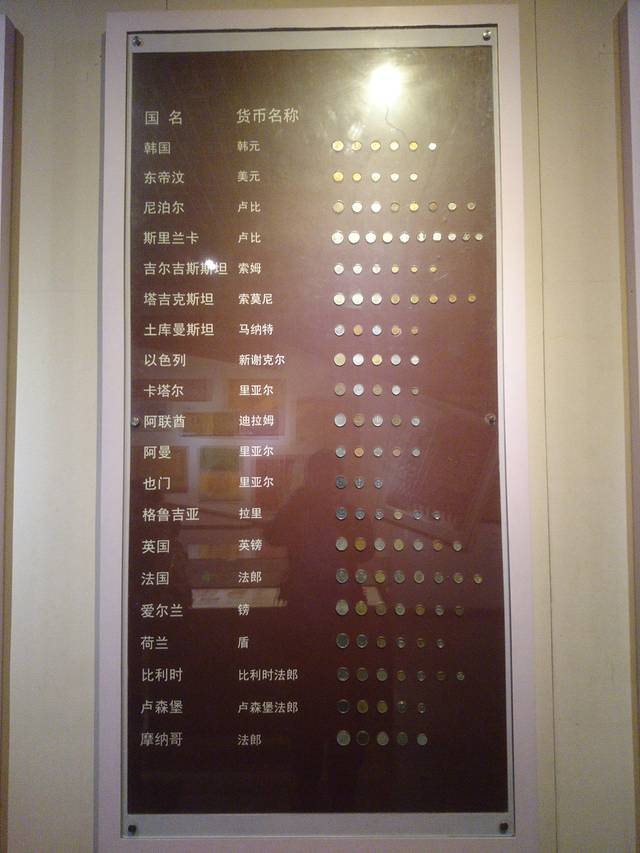 国 名 货币名称
韩国 韩元
东帝汶 美元
尼泊尔 卢比
斯里兰卡 卢比
吉尔吉斯斯坦 索姆
塔吉克斯坦 索莫尼
土库曼斯坦 马纳特
以色列 新谢克尔
卡塔尔 里亚尔
阿联酋 迪拉姆
阿曼 里亚尔
也门 里亚尔
格鲁吉亚 拉里
英国 英镑
法国 法郎
爱尔兰 镑
荷兰 盾
比利时 比利时法郎
卢森堡 卢森堡法郎
摩纳哥 法郎